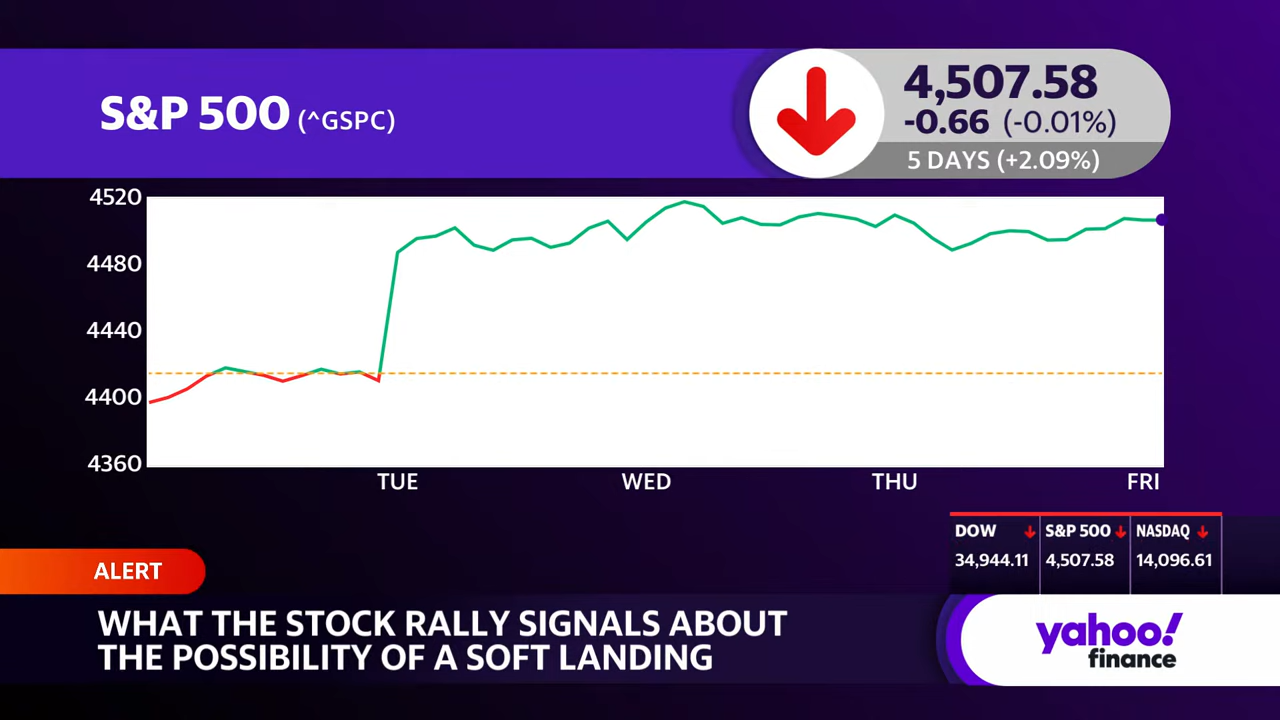 S&P 500 (^GSPC)
4,507.58
-0.66 (-0.01%)
5 DAYS (+2.09%)
4520
4480
4440
4400
4360
TUE WED THU FRI
DOW S&P 500 NASDAQ
34,944.11 4,507.58 14,096.61
ALERT
WHAT THE STOCK RALLY SIGNALS ABOUT
THE POSSIBILITY OF A SOFT LANDING
yahoo!
finance